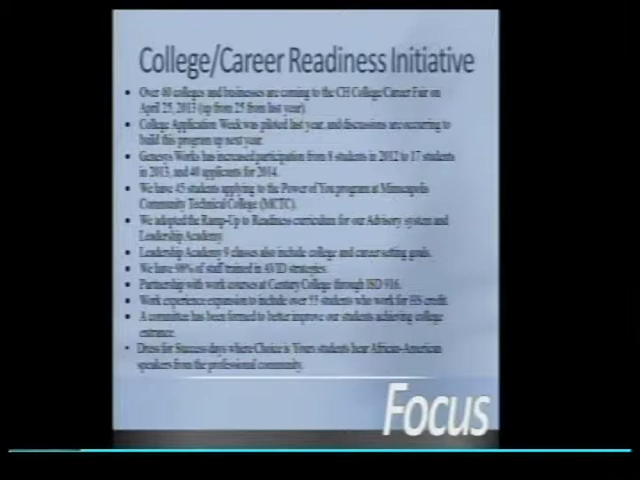 College/Career Readiness Initiative
• Over 40 colleges and businesses are coming to the CH College Career Fair on
April 25, 2013 (up from 25 from last year).
• College Application Week was piloted last year, and discussions are occurring to
build this program up next year.
• Genesys Works has increased participation from 8 students in 2012 to 17 students
in 2013, and 40 applicants for 2014.
• We have 45 students applying to the Power of You program at Minneapolis
Community Technical College (MCTC).
• We adopted the Ramp-Up to Readiness curriculum for our Advisory system and
Leadership Academy.
• Leadership Academy 9 classes also include college and career setting goals.
• We have 98% of staff trained in AVID strategies.
• Partnership with work courses at Century College through ISD 916.
• Work experience expansion to include over 55 students who work for HS credit.
• A committee has been formed to better improve our students achieving college
entrance.
• Dress for Success days where Choice is Yours students hear African-American
speakers from the professional community.
Focus